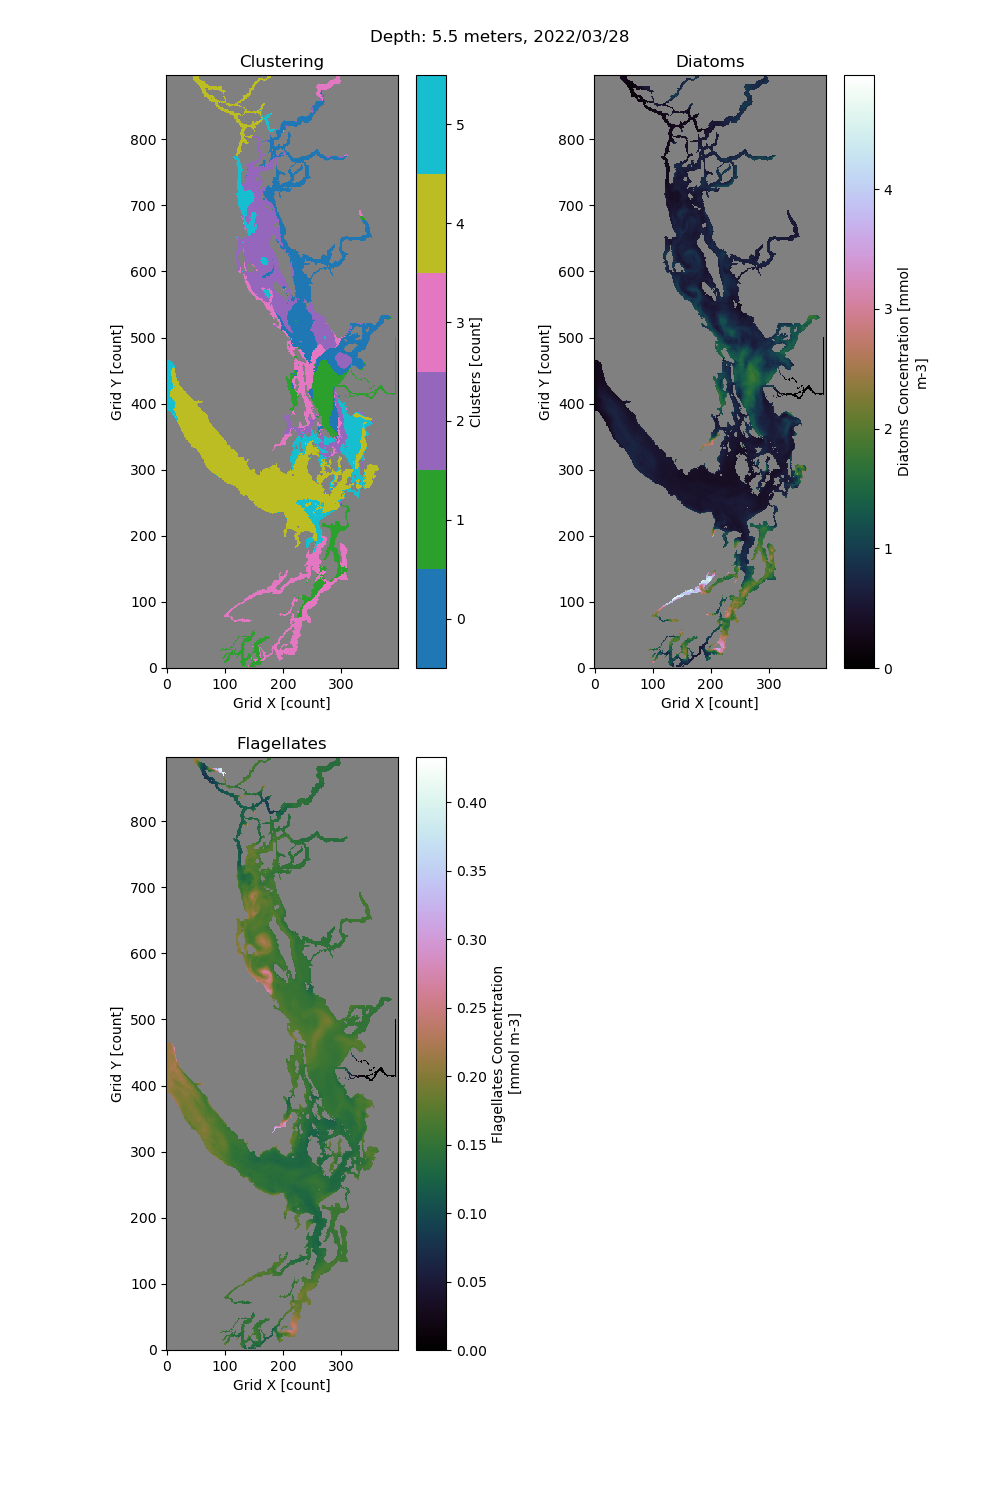 Depth: 5.5 meters, 2022/03/28
Clustering
Diatoms
800
700
600
500
400
300
200
100
0
0 100 200 300
Grid X [count]
Grid Y [count]
5
4
3
2
1
0
Clusters [count]
800
700
600
500
400
300
200
100
0
0 100 200 300
Grid X [count]
Grid Y [count]
4
3
2
1
0
Diatoms Concentration [mmol
m-3]
Flagellates
800
700
600
500
400
300
200
100
0
0 100 200 300
Grid X [count]
Grid Y [count]
0.40
0.35
0.30
0.25
0.20
0.15
0.10
0.05
0.00
Flagellates Concentration
[mmol m-3]